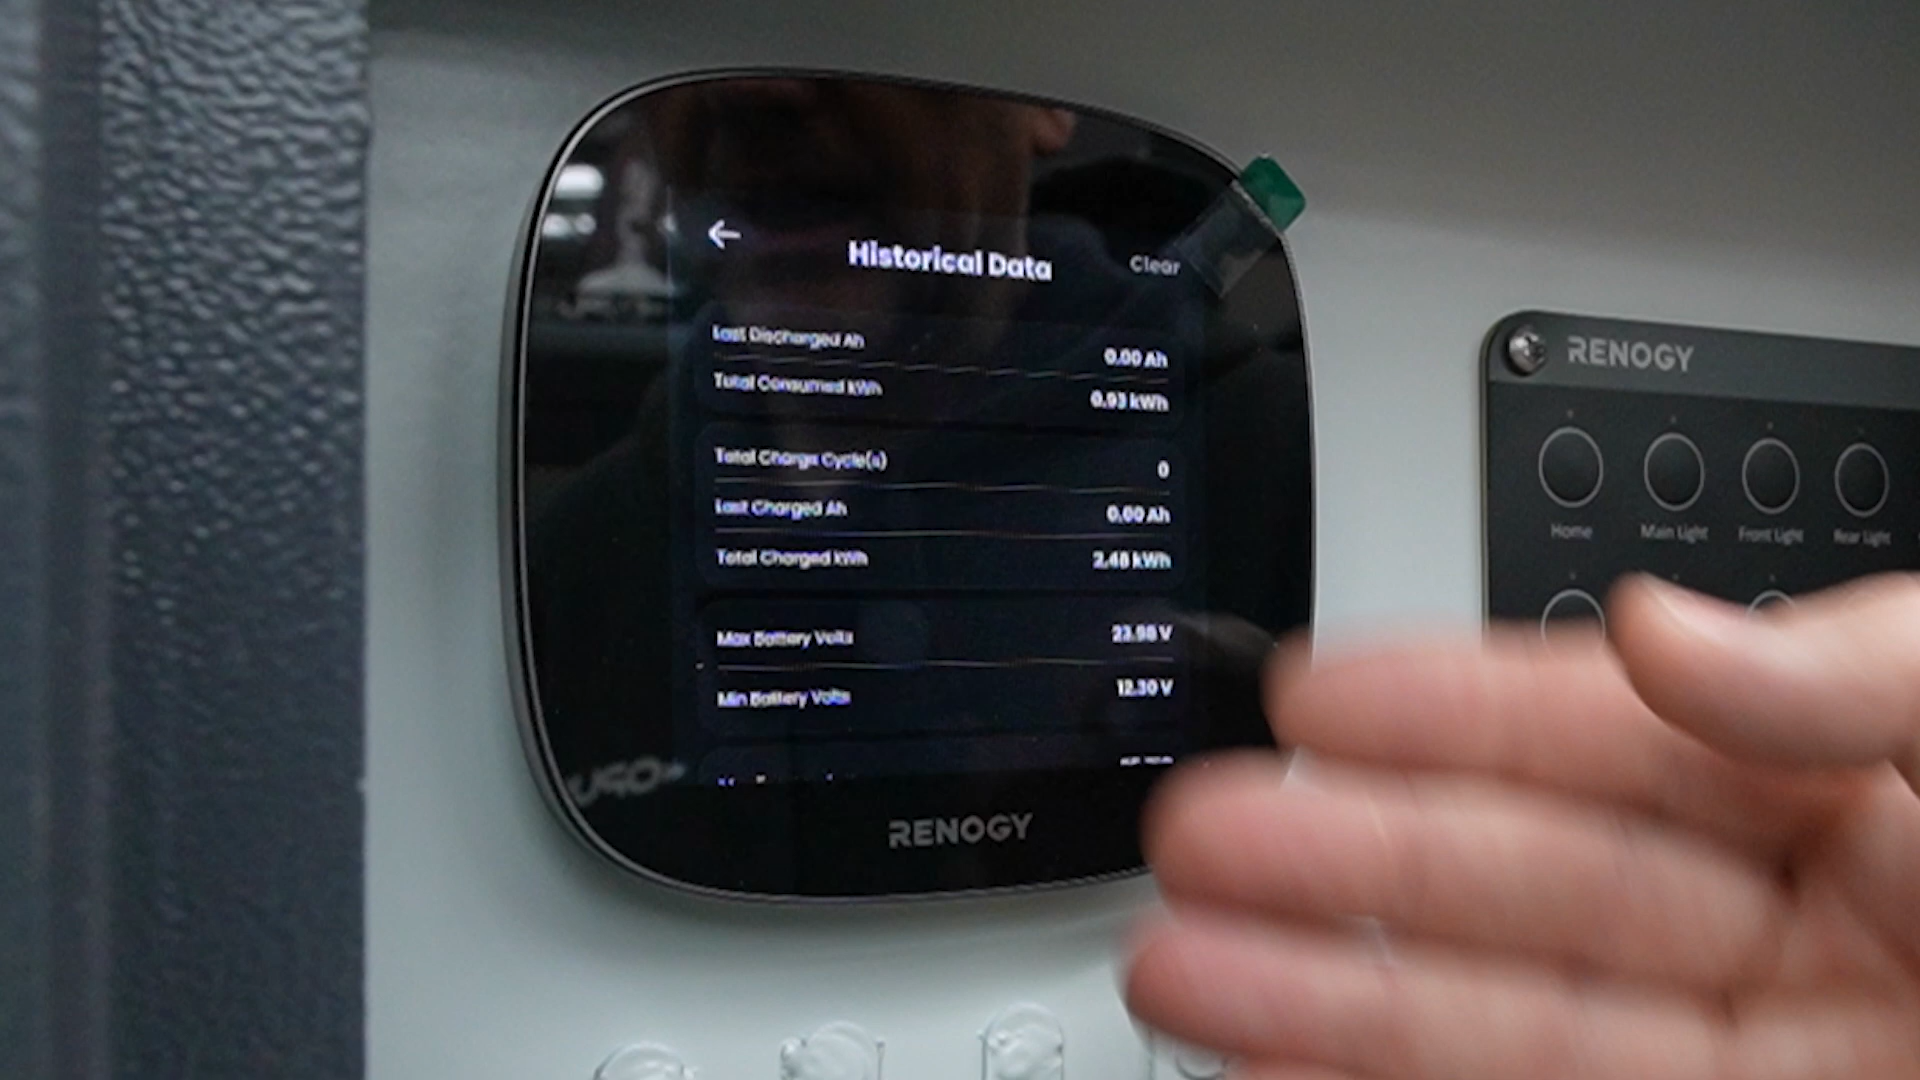 Historical Data
Clear
Last Discharged Ah
0.00 Ah
Total Consumed kWh
0.93 kWh
Total Charge Cycle(s)
0
Last Charged Ah
0.00 Ah
Total Charged kWh
2.48 kWh
Max Battery Volts
23.98 V
Min Battery Volts
12.30 V
RENOGY
RENOGY
Home
Main Light
Front Light
Rear Light